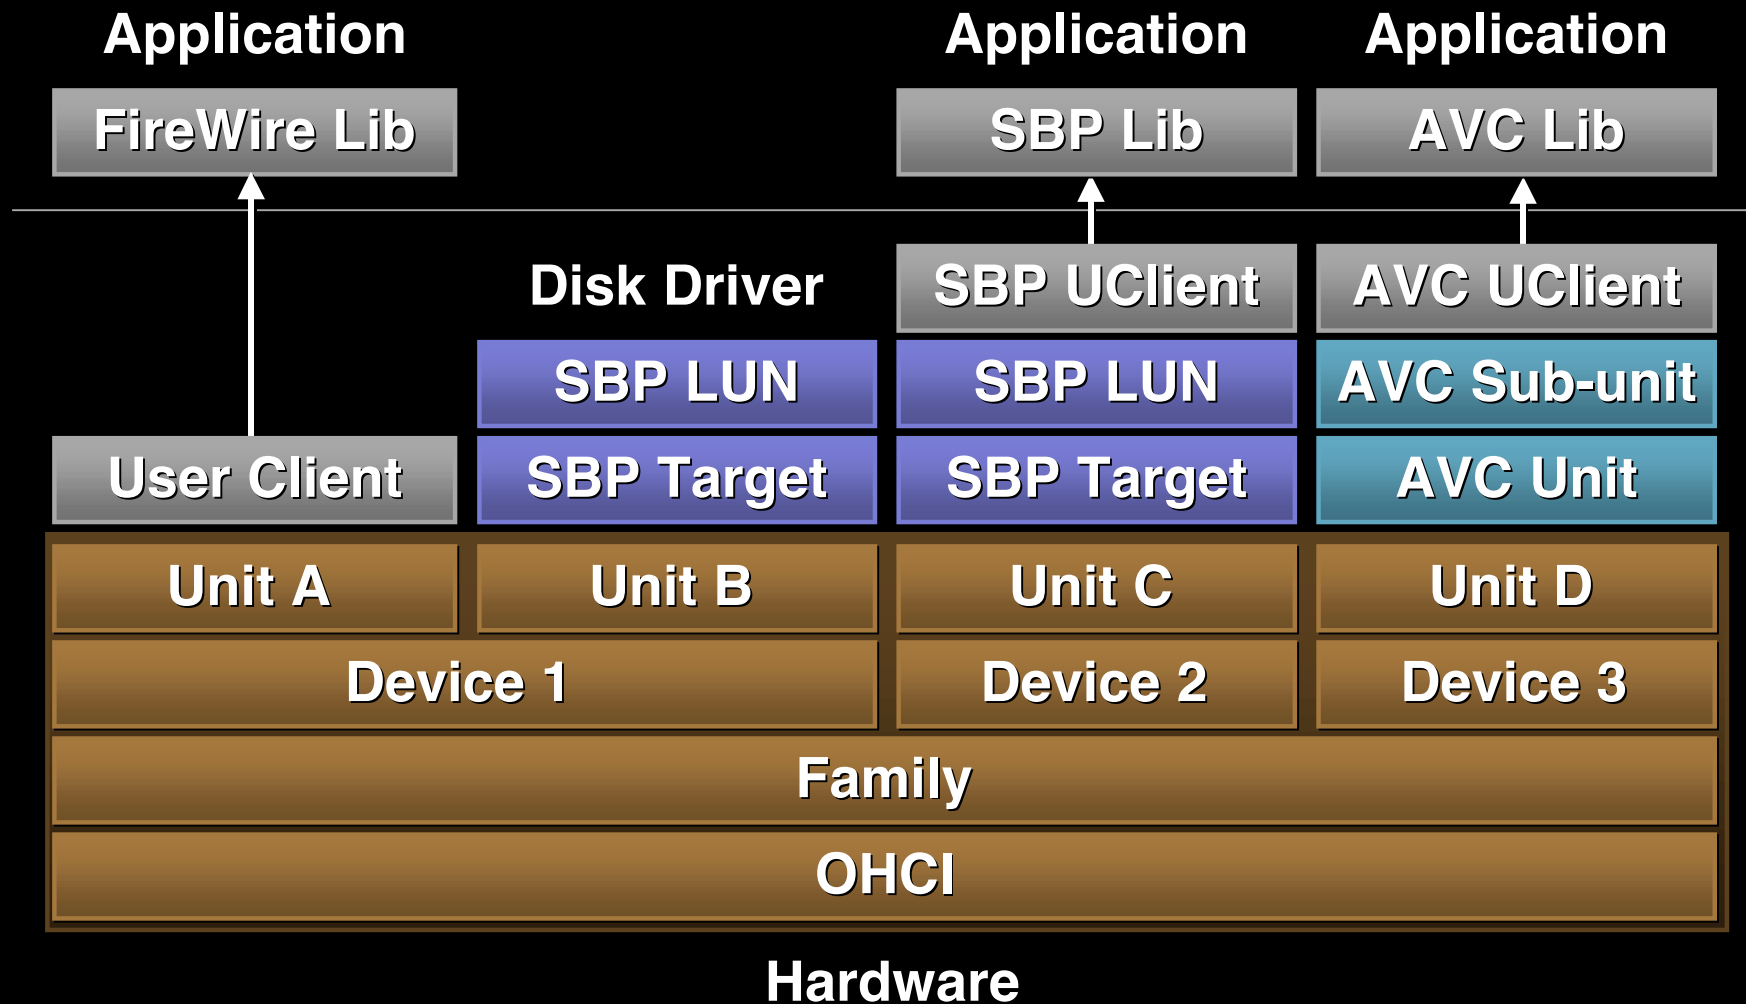 Application
Application
Application
FireWire Lib
SBP Lib
AVC Lib
Disk Driver
SBP UClient
AVC UClient
SBP LUN
SBP LUN
AVC Sub-unit
User Client
SBP Target
SBP Target
AVC Unit
Unit A
Unit B
Unit C
Unit D
Device 1
Device 2
Device 3
Family
OHCI
Hardware